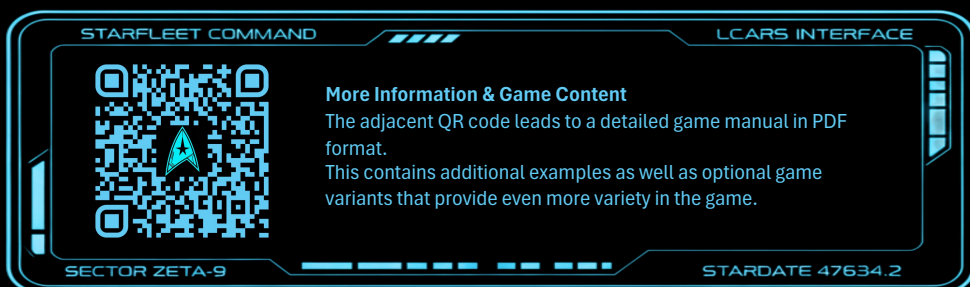 STARFLEET COMMAND
LCARS INTERFACE
More Information & Game Content
The adjacent QR code leads to a detailed game manual in PDF
format.
This contains additional examples as well as optional game
variants that provide even more variety in the game.
SECTOR ZETA-9
STARDATE 47634.2